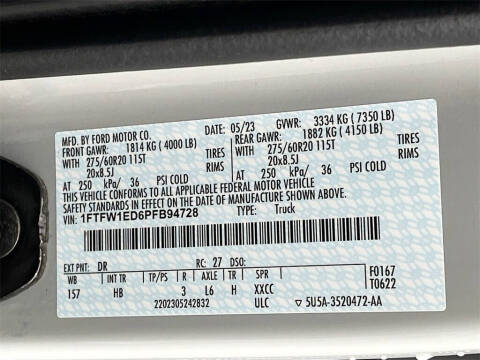 MFD. BY FORD MOTOR CO.
DATE: 05/23 GVWR: 3334 KG ( 7350 LB)
FRONT GAWR: 1814 KG ( 4000 LB) REAR GAWR: 1882 KG ( 4150 LB)
WITH 275/60R20 115T TIRES WITH 275/60R20 115T TIRES
20x8.5J RIMS 20x8.5J RIMS
AT 250 kPa/ 36 PSI COLD AT 250 kPa/ 36 PSI COLD
THIS VEHICLE CONFORMS TO ALL APPLICABLE FEDERAL MOTOR VEHICLE
SAFETY STANDARDS IN EFFECT ON THE DATE OF MANUFACTURE SHOWN ABOVE.
VIN: 1FTFW1ED6PFB94728 TYPE: Truck
EXT PNT: DR RC: 27 DSO: F0167
WB INT TR TP/PS R AXLE TR SPR T0622
157 HB 3 L6 H XXCC
2202305242832 ULC ▽ 5U5A-3520472-AA